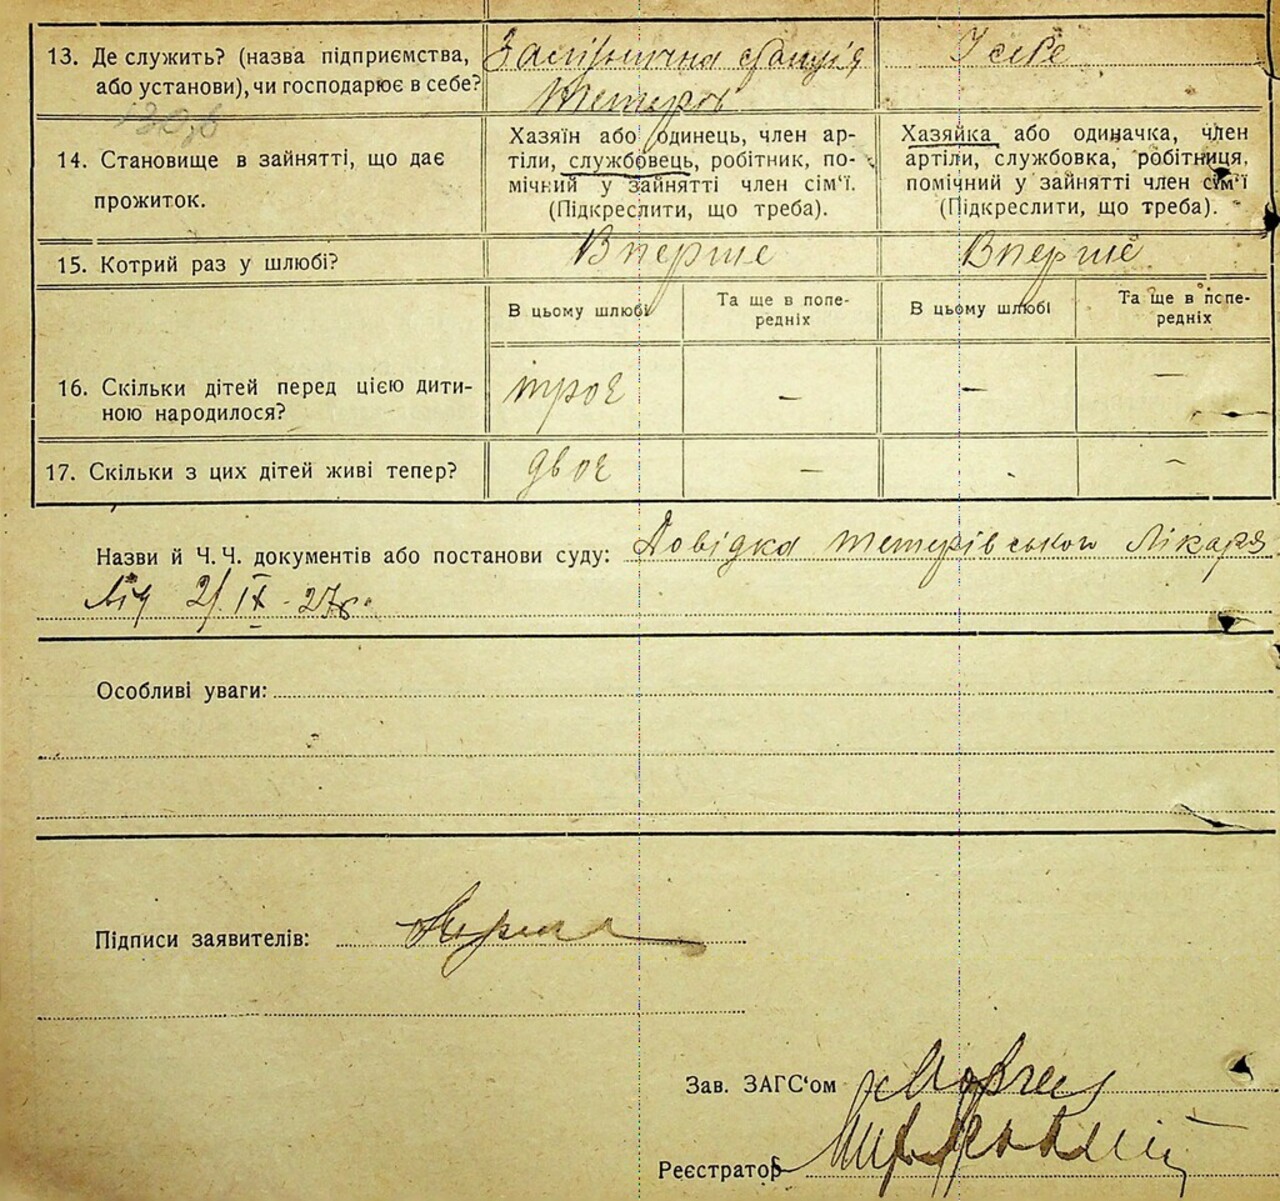 13. Де служить? (назва підприємства, або установи), чи господарює в себе?
Залізнична станція
Тетерів
У себе
130,6
14. Становище в зайнятті, що дає прожиток.
Хазяїн або одинець, член ар-
тіли, службовець, робітник, по-
мічний у зайнятті член сім'ї.
(Підкреслити, що треба).
Хазяйка або одиначка, член
артіли, службовка, робітниця,
помічний у зайнятті член сім'ї
(Підкреслити, що треба).
15. Котрий раз у шлюбі? Вперше Вперше
В цьому шлюбі
Та ще в попе-
редніх
В цьому шлюбі
Та ще в попе-
редніх
16. Скільки дітей перед цією дити-
ною народилося?
троє - - -
17. Скільки з цих дітей живі тепер? двоє - - -
Назви й Ч.Ч. документів або постанови суду: Довідка Тетерівського Лікаря
Від 2/IX-27р.
Особливі уваги:
Підписи заявителів:
Зав. ЗАГС'ом
Реєстратор